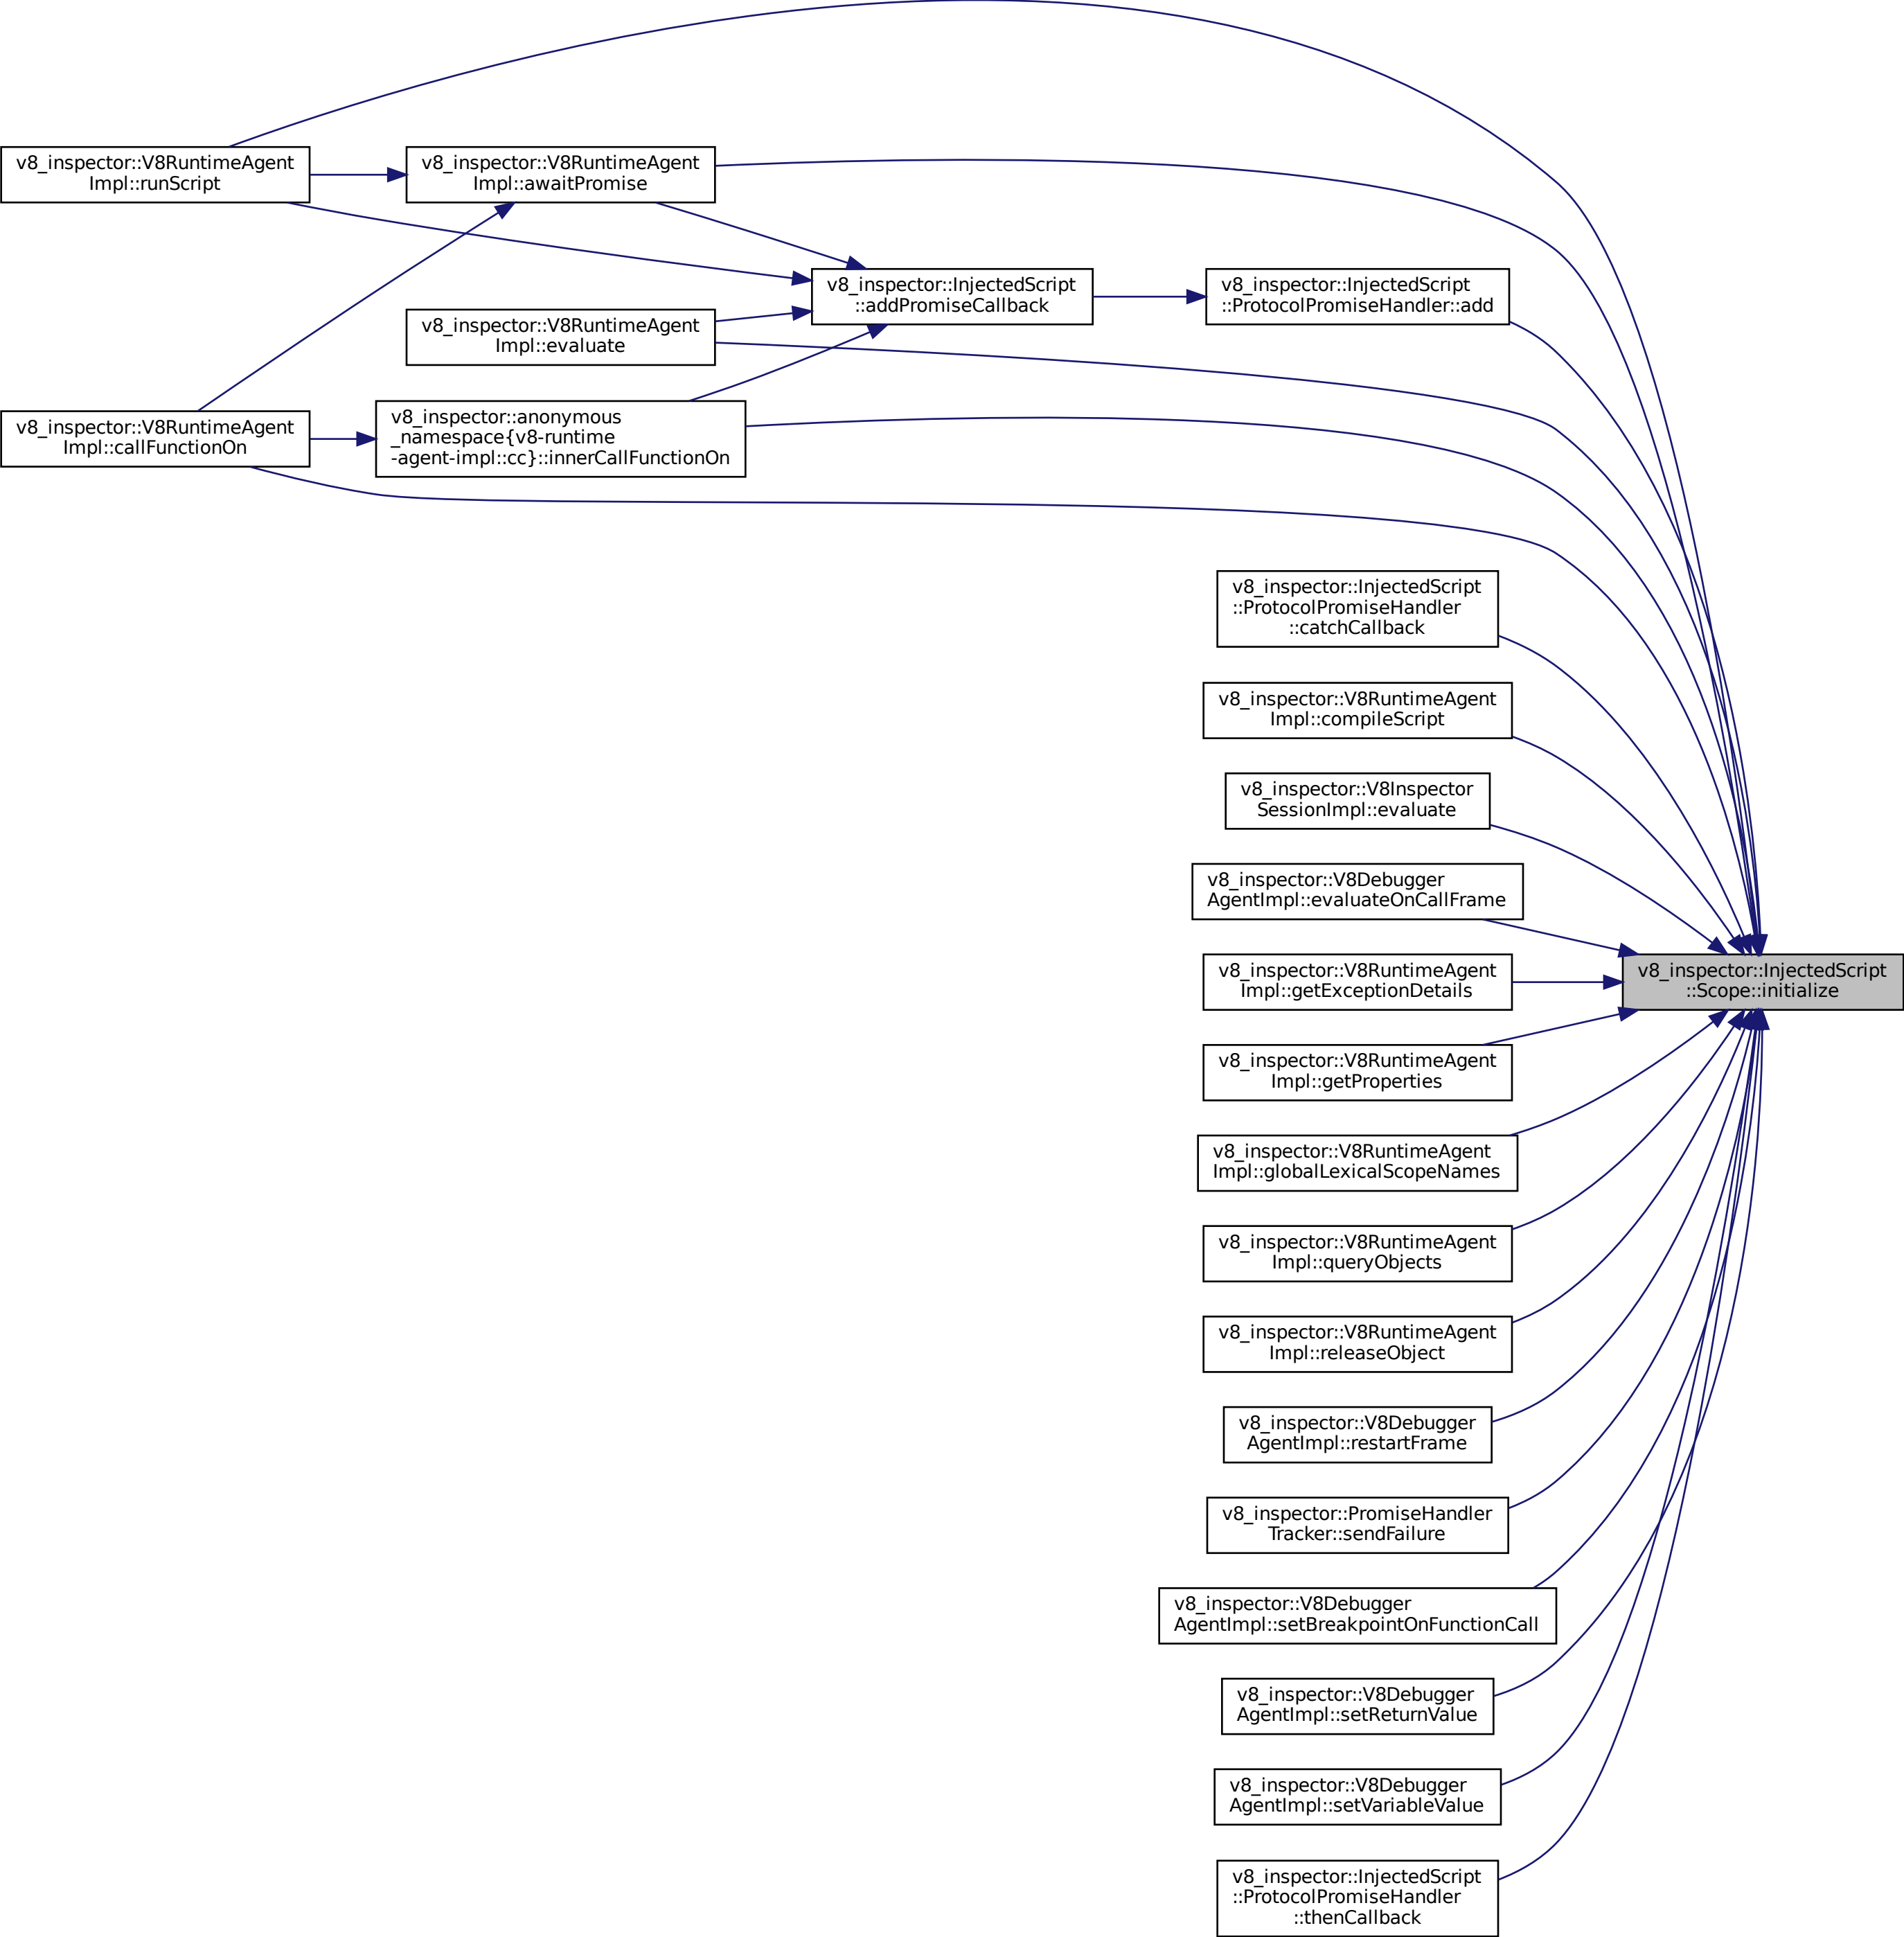 v8_inspector::V8RuntimeAgent
Impl::runScript
v8_inspector::V8RuntimeAgent
Impl::awaitPromise
v8_inspector::InjectedScript
::addPromiseCallback
v8_inspector::InjectedScript
::ProtocolPromiseHandler::add
v8_inspector::V8RuntimeAgent
Impl::evaluate
v8_inspector::V8RuntimeAgent
Impl::callFunctionOn
v8_inspector::anonymous
_namespace{v8-runtime
-agent-impl::cc}::innerCallFunctionOn
v8_inspector::InjectedScript
::ProtocolPromiseHandler
::catchCallback
v8_inspector::V8RuntimeAgent
Impl::compileScript
v8_inspector::V8Inspector
SessionImpl::evaluate
v8_inspector::V8Debugger
AgentImpl::evaluateOnCallFrame
v8_inspector::V8RuntimeAgent
Impl::getExceptionDetails
v8_inspector::InjectedScript
::Scope::initialize
v8_inspector::V8RuntimeAgent
Impl::getProperties
v8_inspector::V8RuntimeAgent
Impl::globalLexicalScopeNames
v8_inspector::V8RuntimeAgent
Impl::queryObjects
v8_inspector::V8RuntimeAgent
Impl::releaseObject
v8_inspector::V8Debugger
AgentImpl::restartFrame
v8_inspector::PromiseHandler
Tracker::sendFailure
v8_inspector::V8Debugger
AgentImpl::setBreakpointOnFunctionCall
v8_inspector::V8Debugger
AgentImpl::setReturnValue
v8_inspector::V8Debugger
AgentImpl::setVariableValue
v8_inspector::InjectedScript
::ProtocolPromiseHandler
::thenCallback